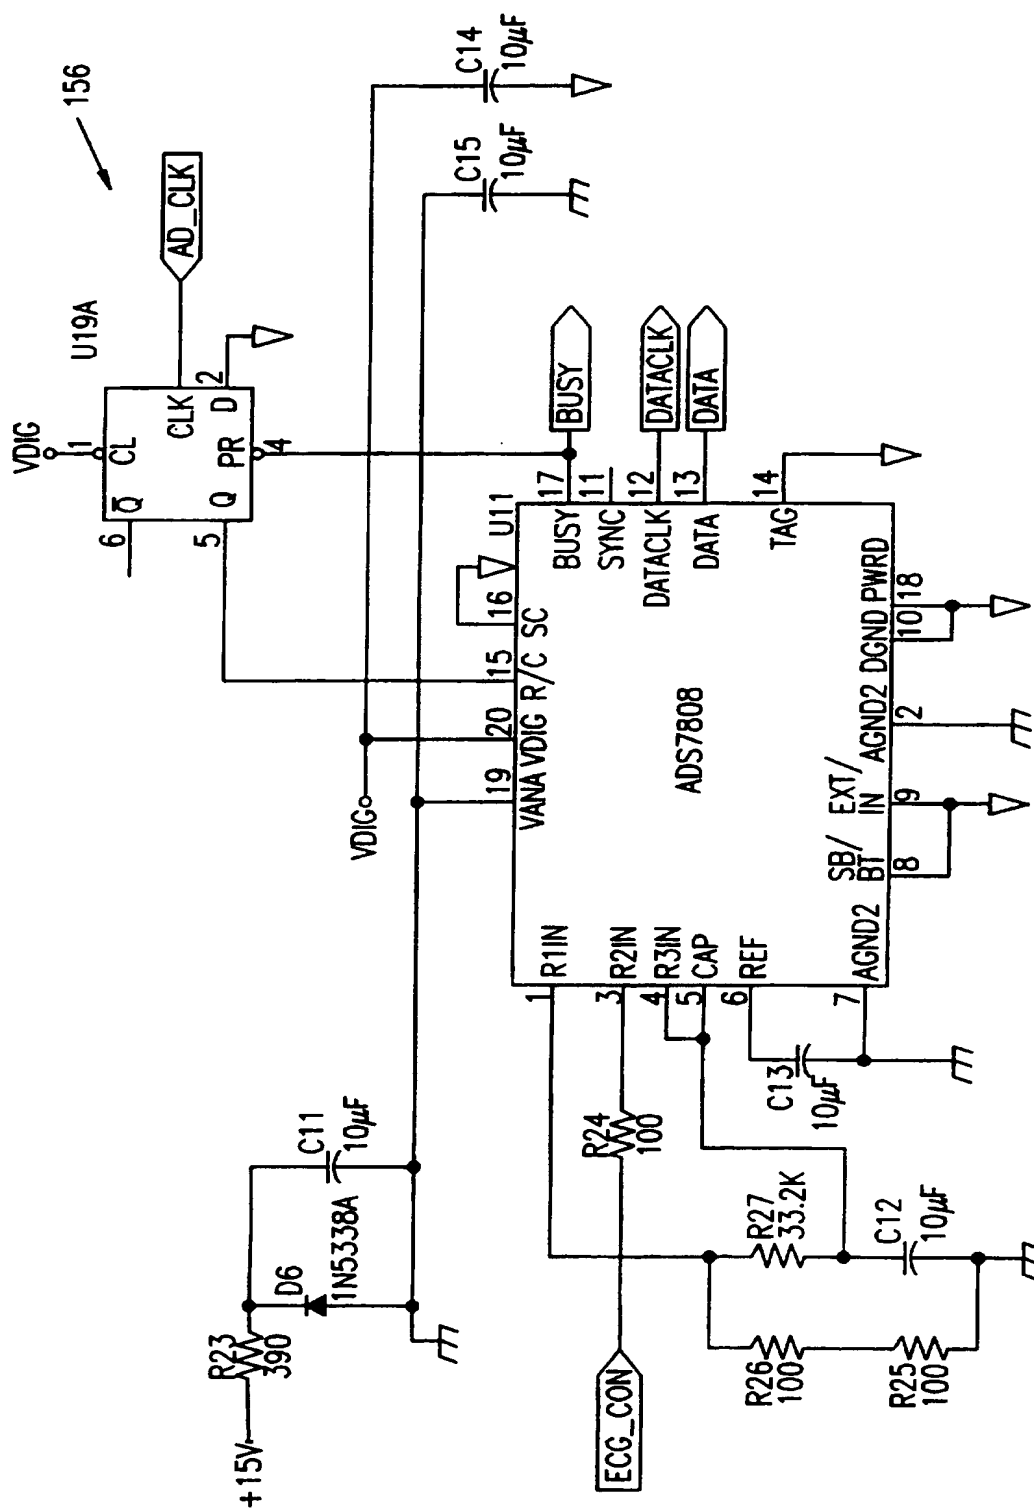 156
VDIG
U19A
AD_CLK
1
CL
CLK
2
D
PR
4
Q̅
Q
6
5
C14
10µF
C15
10µF
VDIG
+15V
R23
390
D6
1N5338A
C11
10µF
19
20
15
16
U11
VANA
VDIG
R/C
SC
ADS7808
17
BUSY
BUSY
11
SYNC
12
DATACLK
DATACLK
13
DATA
DATA
14
TAG
1
R1IN
3
R2IN
4
R3IN
5
CAP
6
REF
7
AGND2
SB/
BT
EXT/
IN
AGND2
DGND
PWRD
8
9
2
10
18
ECG_CON
R24
100
C13
10µF
R27
33.2K
R26
100
R25
100
C12
10µF